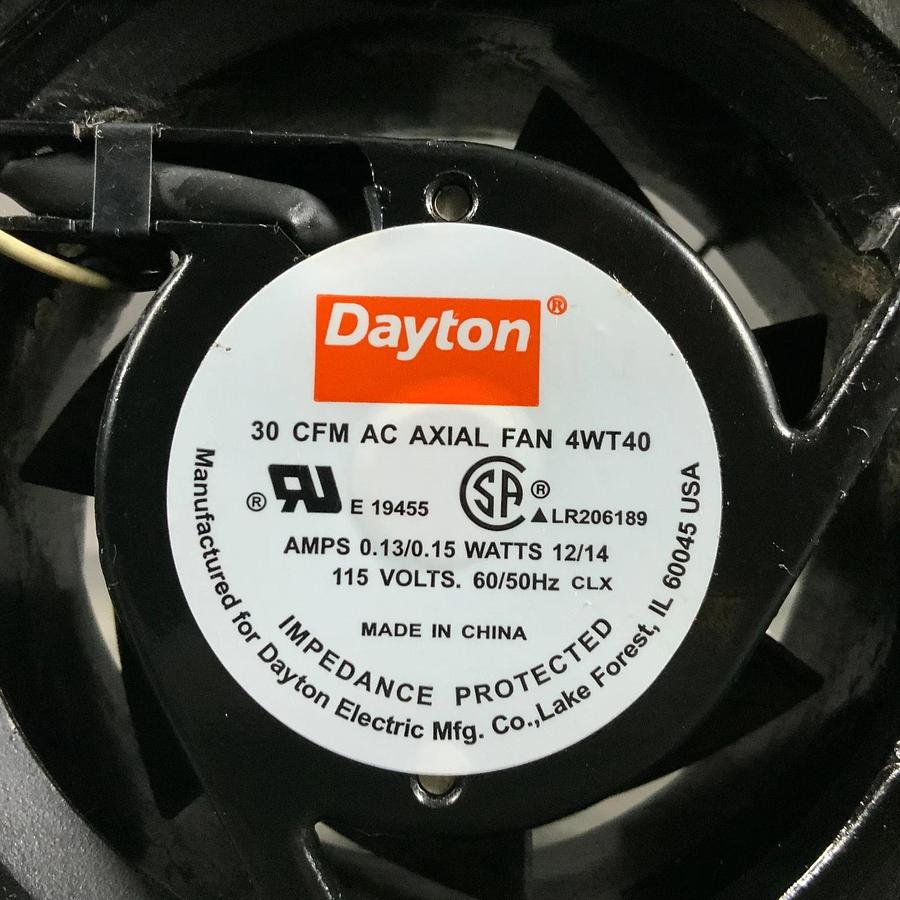 Dayton®
30 CFM AC AXIAL FAN 4WT40
® RU E 19455 SA ® ▲LR206189
AMPS 0.13/0.15 WATTS 12/14
115 VOLTS. 60/50Hz CLX
MADE IN CHINA
IMPEDANCE PROTECTED
Manufactured for Dayton Electric Mfg. Co.,Lake Forest, IL 60045 USA